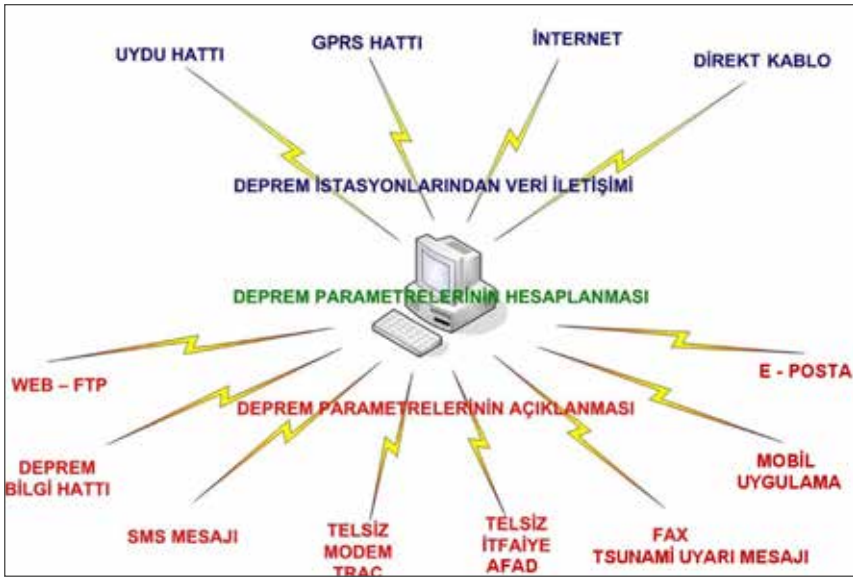 UYDU HATTI
GPRS HATTI
İNTERNET
DİREKT KABLO
DEPREM İSTASYONLARINDAN VERİ İLETİŞİMİ
DEPREM PARAMETRELERİNİN HESAPLANMASI
WEB – FTP
E - POSTA
DEPREM PARAMETRELERİNİN AÇIKLANMASI
DEPREM
BİLGİ HATTI
MOBİL
UYGULAMA
SMS MESAJI
TELSİZ
MODEM
TRAC
TELSİZ
İTFAİYE
AFAD
FAX
TSUNAMİ UYARI MESAJI